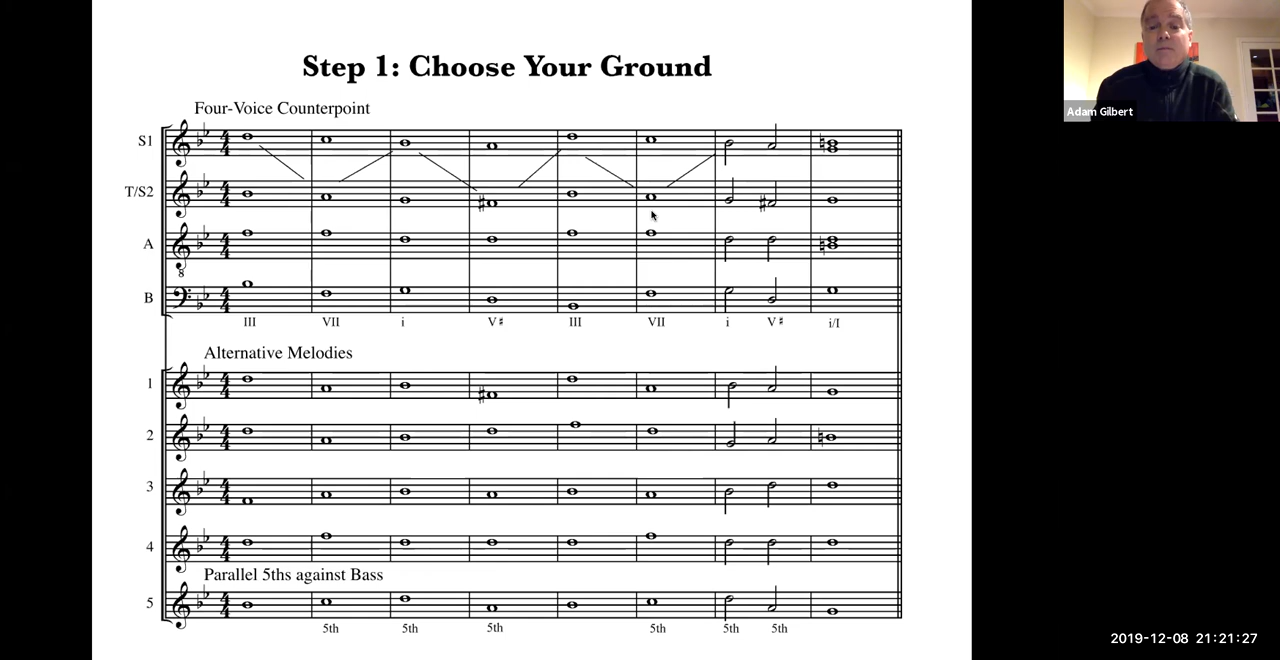 Step 1: Choose Your Ground
Adam Gilbert
Four-Voice Counterpoint
S1
T/S2
A
8
B
III VII i V♯ III VII i V♯ i/I
Alternative Melodies
1
2
3
4
Parallel 5ths against Bass
5
5th 5th 5th 5th 5th 5th
2019-12-08 21:21:27